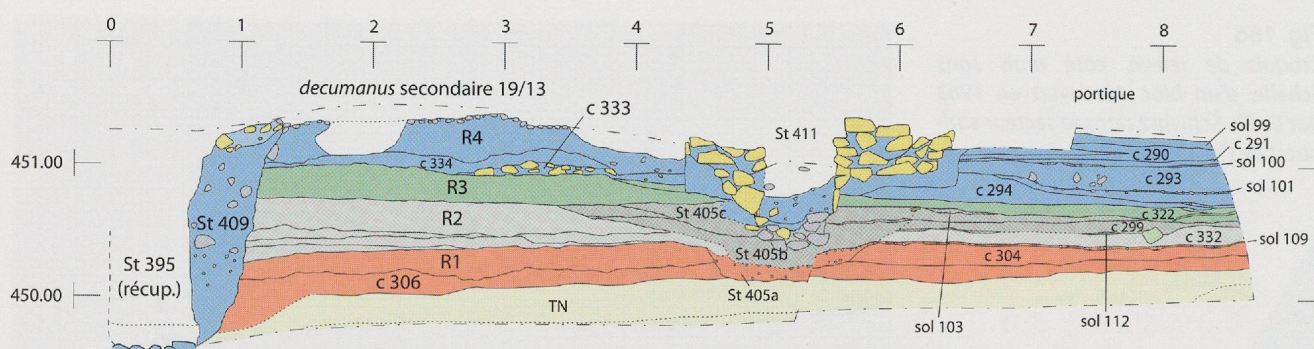 0 1 2 3 4 5 6 7 8
decumanus secondaire 19/13
portique
c 333
St 411
sol 99
c 291
451.00
R4
c 334
c 290
sol 100
c 293
sol 101
R3
c 294
St 409
R2
St 405c
c 322
c 299
c 332
sol 109
St 405b
R1
c 304
St 395
(récup.)
c 306
450.00
TN
St 405a
sol 103
sol 112